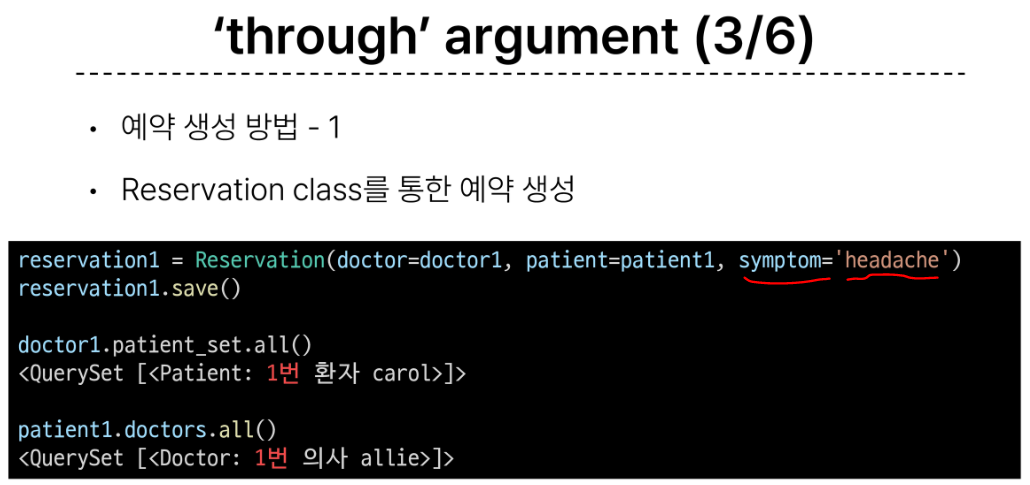 ‘through’ argument (3/6)
• 예약 생성 방법 - 1
• Reservation class를 통한 예약 생성
reservation1 = Reservation(doctor=doctor1, patient=patient1, symptom='headache')
reservation1.save()
doctor1.patient_set.all()
<QuerySet [<Patient: 1번 환자 carol>]>
patient1.doctors.all()
<QuerySet [<Doctor: 1번 의사 allie>]>